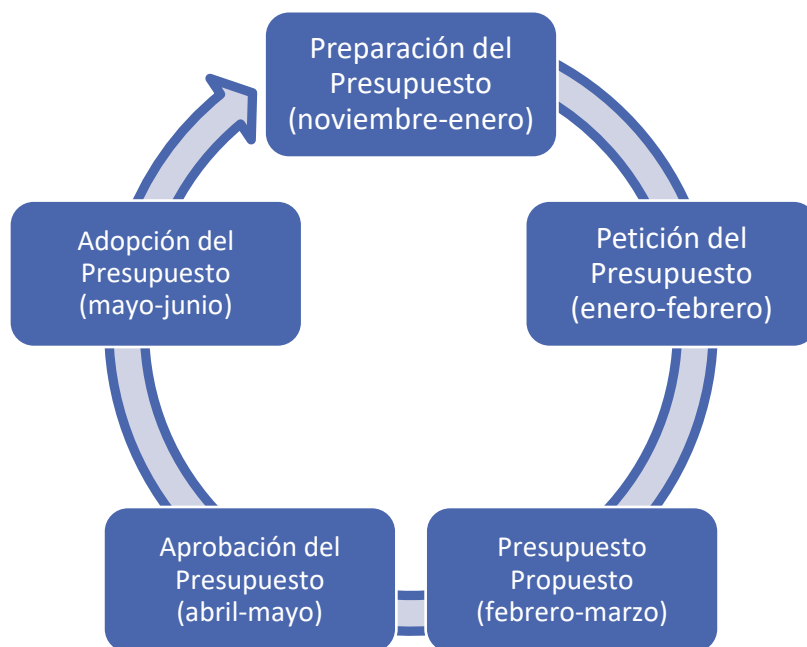 Preparación del
Presupuesto
(noviembre-enero)
Petición del
Presupuesto
(enero-febrero)
Presupuesto
Propuesto
(febrero-marzo)
Aprobación del
Presupuesto
(abril-mayo)
Adopción del
Presupuesto
(mayo-junio)